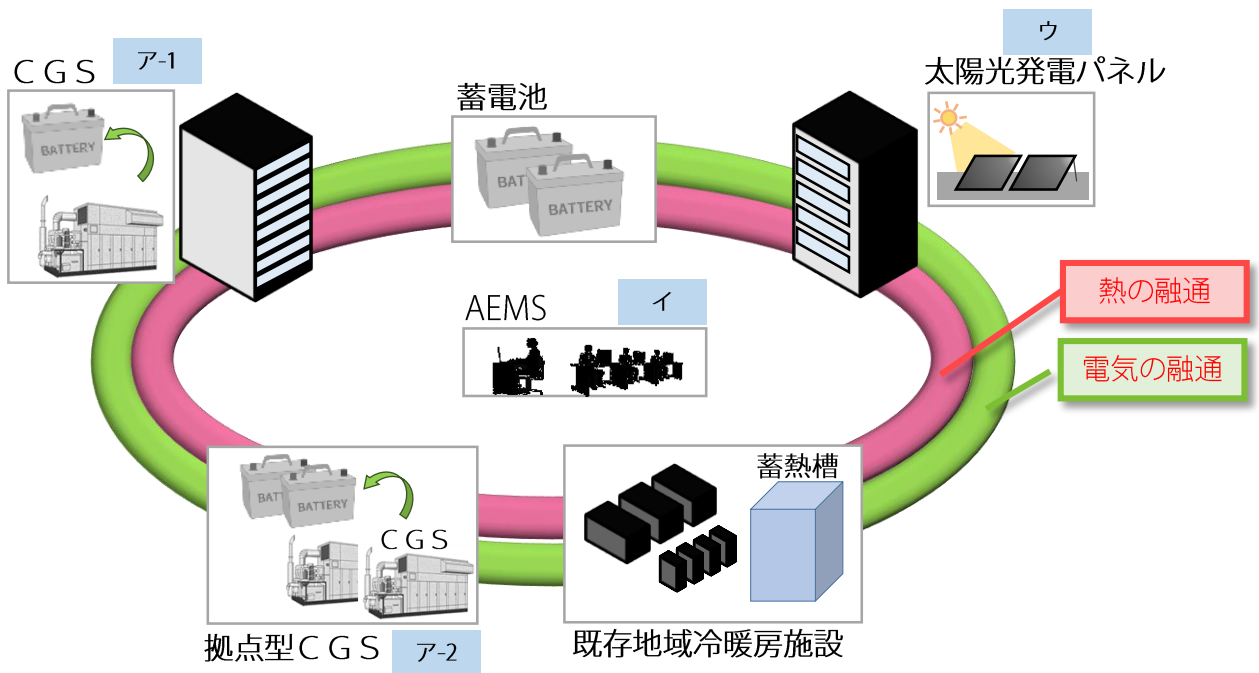 ア-1
ＣＧＳ
BATTERY
蓄電池
BAT
BATTERY
ウ
太陽光発電パネル
AEMS
イ
熱の融通
電気の融通
BAT
BATTERY
ＣＧＳ
拠点型ＣＧＳ
ア-2
蓄熱槽
既存地域冷暖房施設